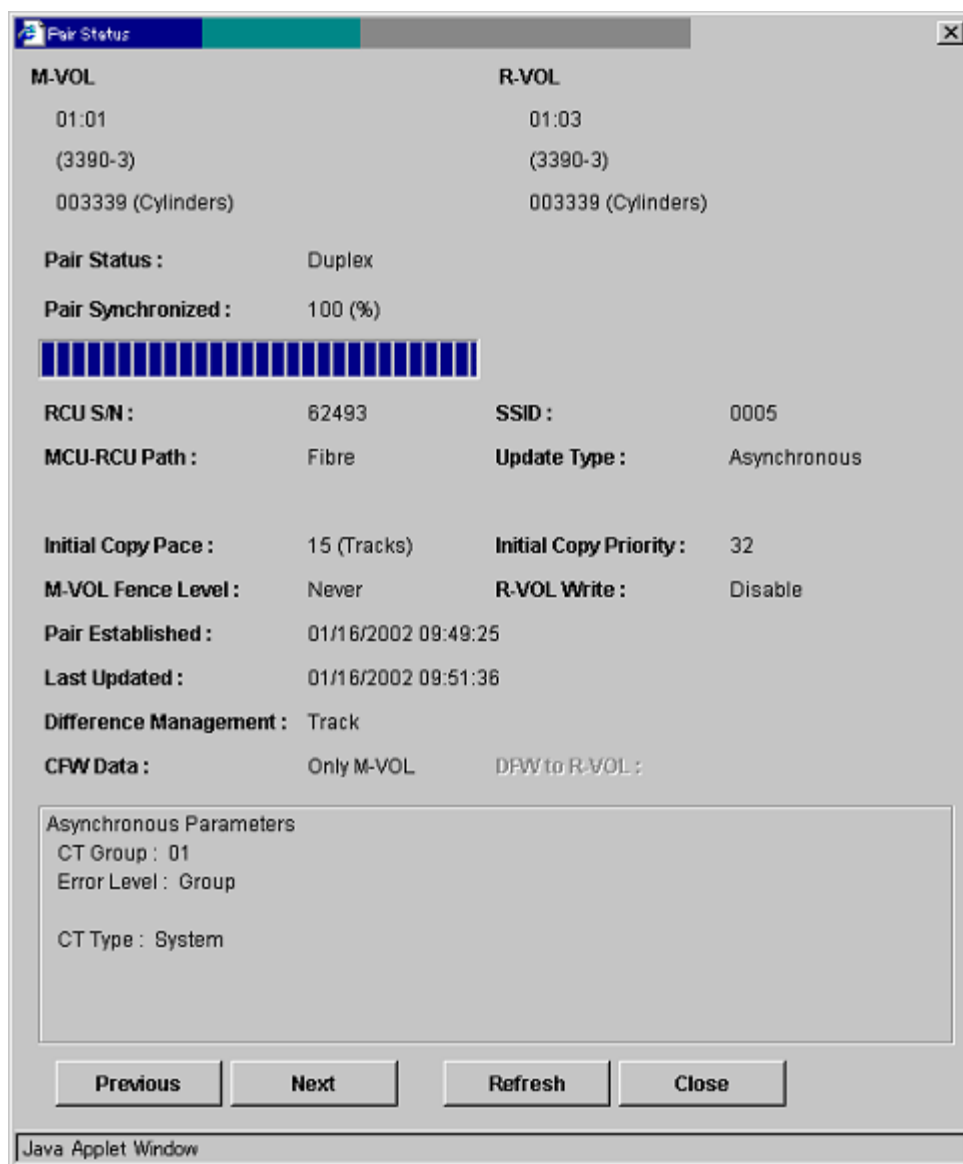 Pair Status
M-VOL R-VOL
01:01 01:03
(3390-3) (3390-3)
003339 (Cylinders) 003339 (Cylinders)
Pair Status : Duplex
Pair Synchronized : 100 (%)
RCU S/N : 62493 SSID : 0005
MCU-RCU Path : Fibre Update Type : Asynchronous
Initial Copy Pace : 15 (Tracks) Initial Copy Priority : 32
M-VOL Fence Level : Never R-VOL Write : Disable
Pair Established : 01/16/2002 09:49:25
Last Updated : 01/16/2002 09:51:36
Difference Management : Track
CFW Data : Only M-VOL DFW to R-VOL :
Asynchronous Parameters
CT Group : 01
Error Level : Group
CT Type : System
Previous Next Refresh Close
Java Applet Window